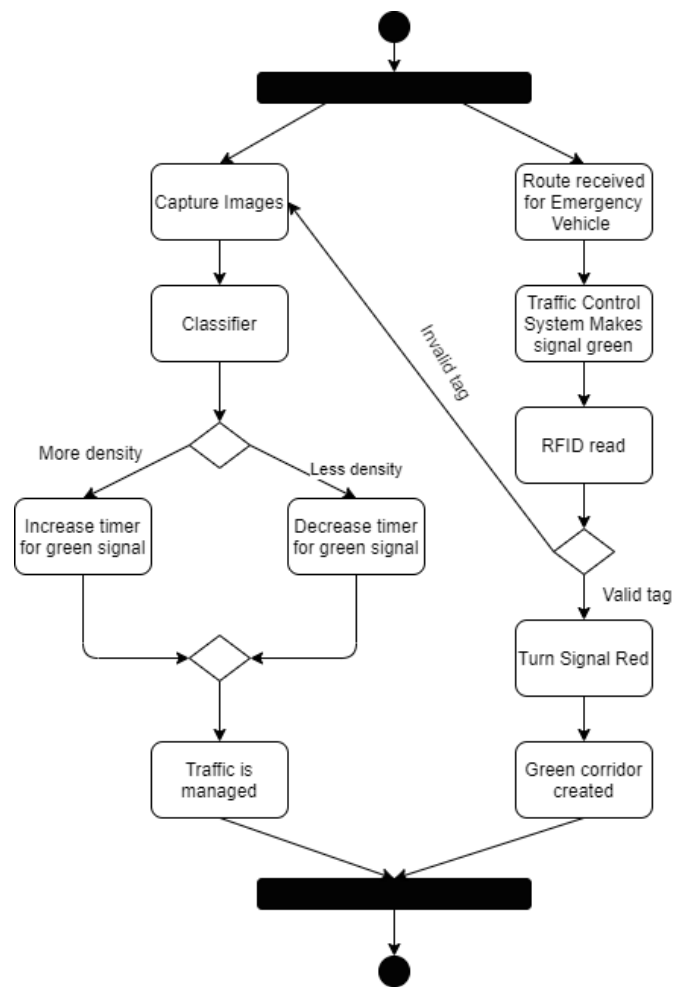 Capture Images
Route received
for Emergency
Vehicle
Classifier
Traffic Control
System Makes
signal green
Invalid tag
RFID read
More density
Less density
Increase timer
for green signal
Decrease timer
for green signal
Valid tag
Turn Signal Red
Traffic is
managed
Green corridor
created